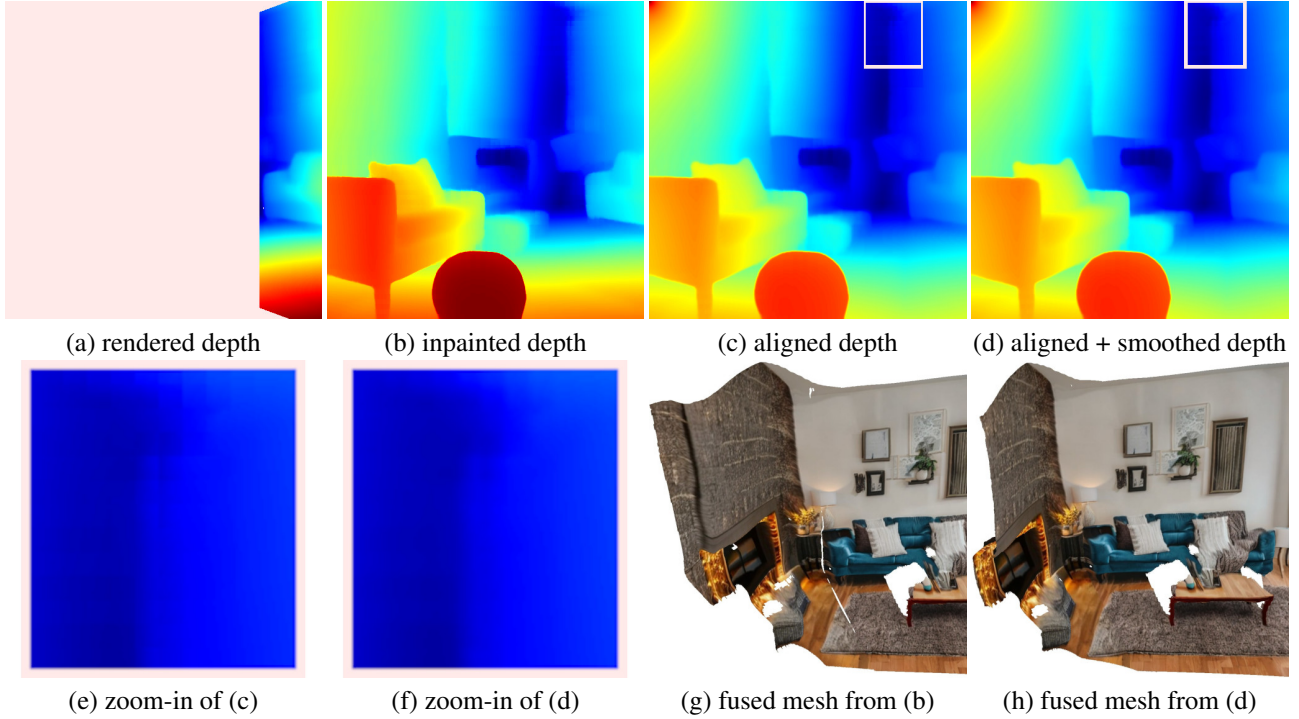 (a) rendered depth
(b) inpainted depth
(c) aligned depth
(d) aligned + smoothed depth
(e) zoom-in of (c)
(f) zoom-in of (d)
(g) fused mesh from (b)
(h) fused mesh from (d)